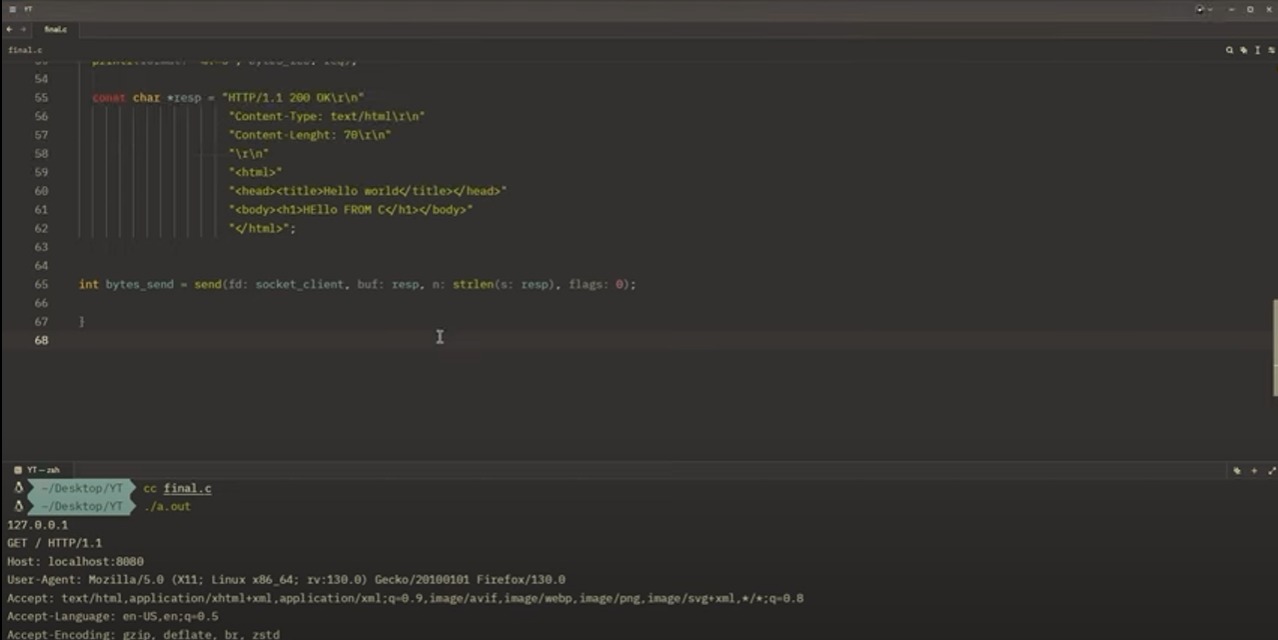 YT
final.c
final.c
54
55 const char *resp = "HTTP/1.1 200 OK\r\n"
56 "Content-Type: text/html\r\n"
57 "Content-Lenght: 70\r\n"
58 "\r\n"
59 "<html>"
60 "<head><title>Hello world</title></head>"
61 "<body><h1>HEllo FROM C</h1></body>"
62 "</html>";
63
64
65 int bytes_send = send(fd: socket_client, buf: resp, n: strlen(s: resp), flags: 0);
66
67 }
68
YT — zsh
~/Desktop/YT cc final.c
~/Desktop/YT ./a.out
127.0.0.1
GET / HTTP/1.1
Host: localhost:8080
User-Agent: Mozilla/5.0 (X11; Linux x86_64; rv:130.0) Gecko/20100101 Firefox/130.0
Accept: text/html,application/xhtml+xml,application/xml;q=0.9,image/avif,image/webp,image/png,image/svg+xml,*/*;q=0.8
Accept-Language: en-US,en;q=0.5
Accept-Encoding: gzip, deflate, br, zstd